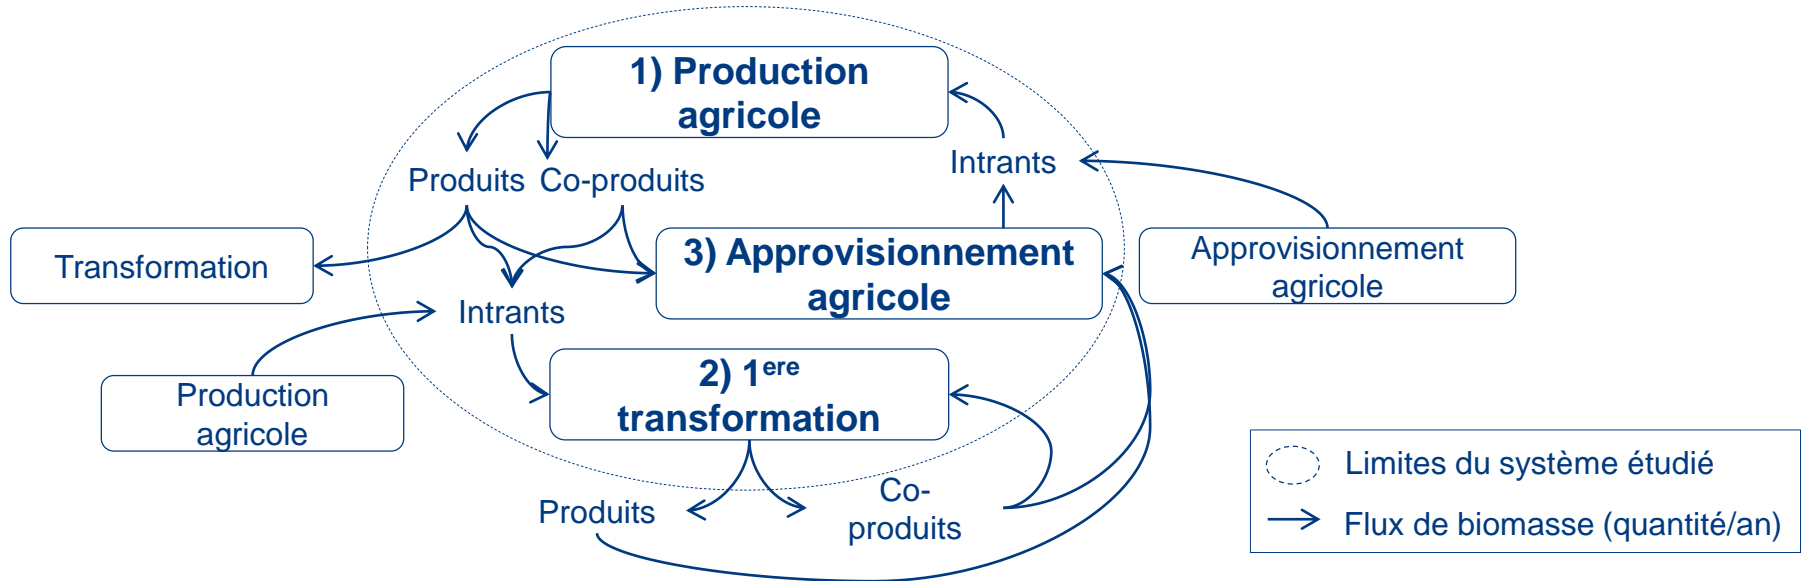 1) Production
agricole
Produits
Co-produits
Intrants
Transformation
3) Approvisionnement
agricole
Approvisionnement
agricole
Intrants
Production
agricole
2) 1ere
transformation
Produits
Co-
produits
Limites du système étudié
Flux de biomasse (quantité/an)